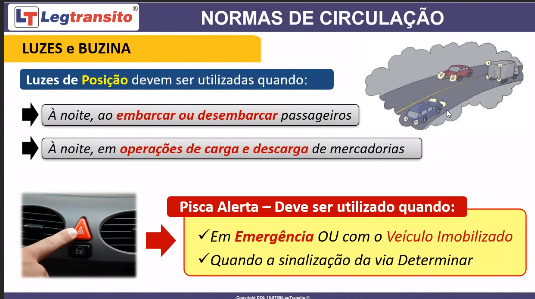 LT Legtransito®
NORMAS DE CIRCULAÇÃO
LUZES e BUZINA
Luzes de Posição devem ser utilizadas quando:
À noite, ao embarcar ou desembarcar passageiros
À noite, em operações de carga e descarga de mercadorias
Pisca Alerta – Deve ser utilizado quando:
✓Em Emergência OU com o Veículo Imobilizado
✓Quando a sinalização da via Determinar